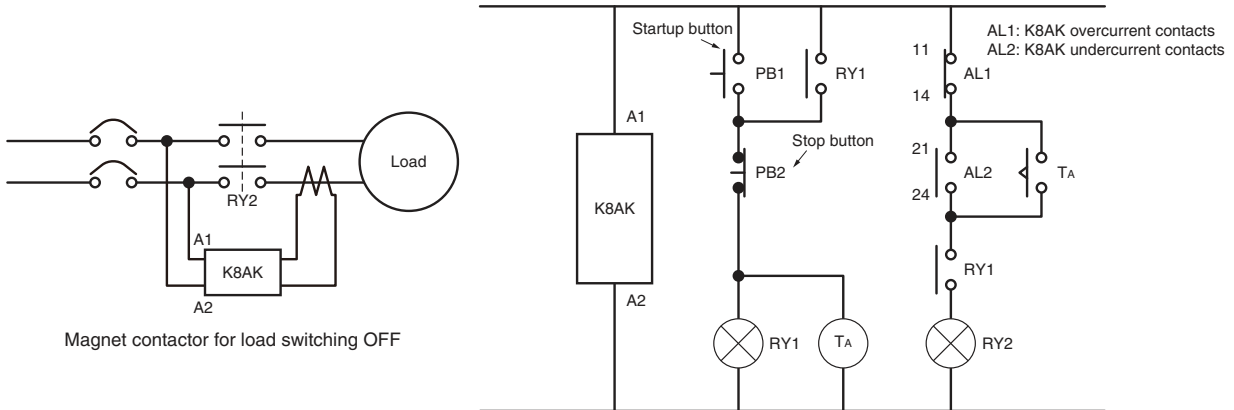 Load
RY2
A1
K8AK
A2
Magnet contactor for load switching OFF
A1
K8AK
A2
Startup button
PB1
RY1
Stop button
PB2
RY1
TA
11
AL1
14
21
AL2
24
TA
RY1
RY2
AL1: K8AK overcurrent contacts
AL2: K8AK undercurrent contacts